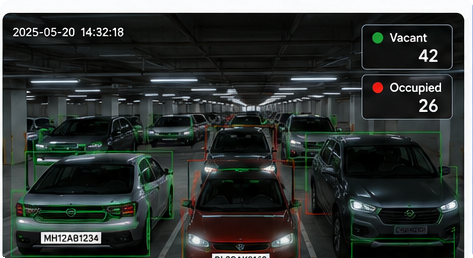 2025-05-20 14:32:18
Vacant
42
Occupied
26
MH12AB1234